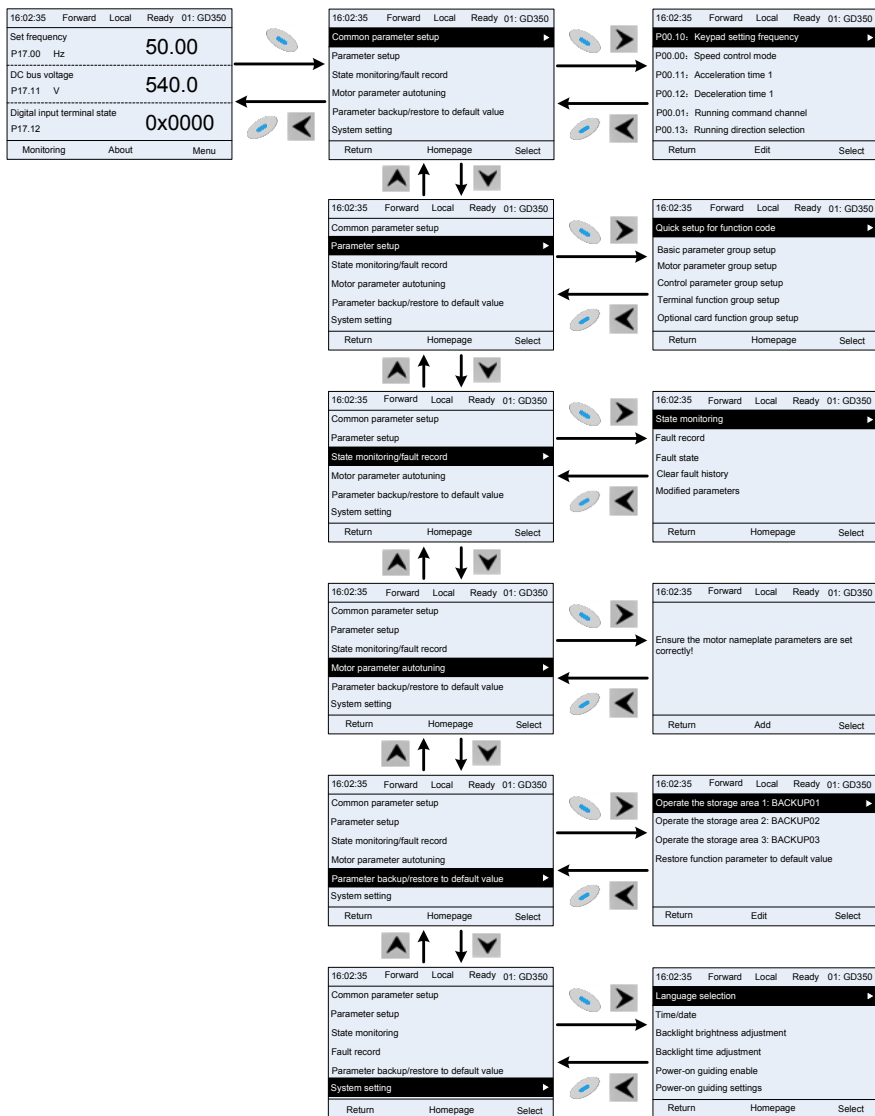 16:02:35 Forward Local Ready 01: GD350
Set frequency
P17.00 Hz 50.00
DC bus voltage
P17.11 V 540.0
Digital input terminal state
P17.12 0x0000
Monitoring About Menu
16:02:35 Forward Local Ready 01: GD350
Common parameter setup
Parameter setup
State monitoring/fault record
Motor parameter autotuning
Parameter backup/restore to default value
System setting
Return Homepage Select
16:02:35 Forward Local Ready 01: GD350
P00.10: Keypad setting frequency
P00.00: Speed control mode
P00.11: Acceleration time 1
P00.12: Deceleration time 1
P00.01: Running command channel
P00.13: Running direction selection
Return Edit Select
16:02:35 Forward Local Ready 01: GD350
Common parameter setup
Parameter setup
State monitoring/fault record
Motor parameter autotuning
Parameter backup/restore to default value
System setting
Return Homepage Select
16:02:35 Forward Local Ready 01: GD350
Quick setup for function code
Basic parameter group setup
Motor parameter group setup
Control parameter group setup
Terminal function group setup
Optional card function group setup
Return Homepage Select
16:02:35 Forward Local Ready 01: GD350
Common parameter setup
Parameter setup
State monitoring/fault record
Motor parameter autotuning
Parameter backup/restore to default value
System setting
Return Homepage Select
16:02:35 Forward Local Ready 01: GD350
State monitoring
Fault record
Fault state
Clear fault history
Modified parameters
Return Homepage Select
16:02:35 Forward Local Ready 01: GD350
Common parameter setup
Parameter setup
State monitoring/fault record
Motor parameter autotuning
Parameter backup/restore to default value
System setting
Return Homepage Select
16:02:35 Forward Local Ready 01: GD350
Ensure the motor nameplate parameters are set
correctly!
Return Add Select
16:02:35 Forward Local Ready 01: GD350
Common parameter setup
Parameter setup
State monitoring/fault record
Motor parameter autotuning
Parameter backup/restore to default value
System setting
Return Homepage Select
16:02:35 Forward Local Ready 01: GD350
Operate the storage area 1: BACKUP01
Operate the storage area 2: BACKUP02
Operate the storage area 3: BACKUP03
Restore function parameter to default value
Return Edit Select
16:02:35 Forward Local Ready 01: GD350
Common parameter setup
Parameter setup
State monitoring
Fault record
Parameter backup/restore to default value
System setting
Return Homepage Select
16:02:35 Forward Local Ready 01: GD350
Language selection
Time/date
Backlight brightness adjustment
Backlight time adjustment
Power-on guiding enable
Power-on guiding settings
Return Homepage Select